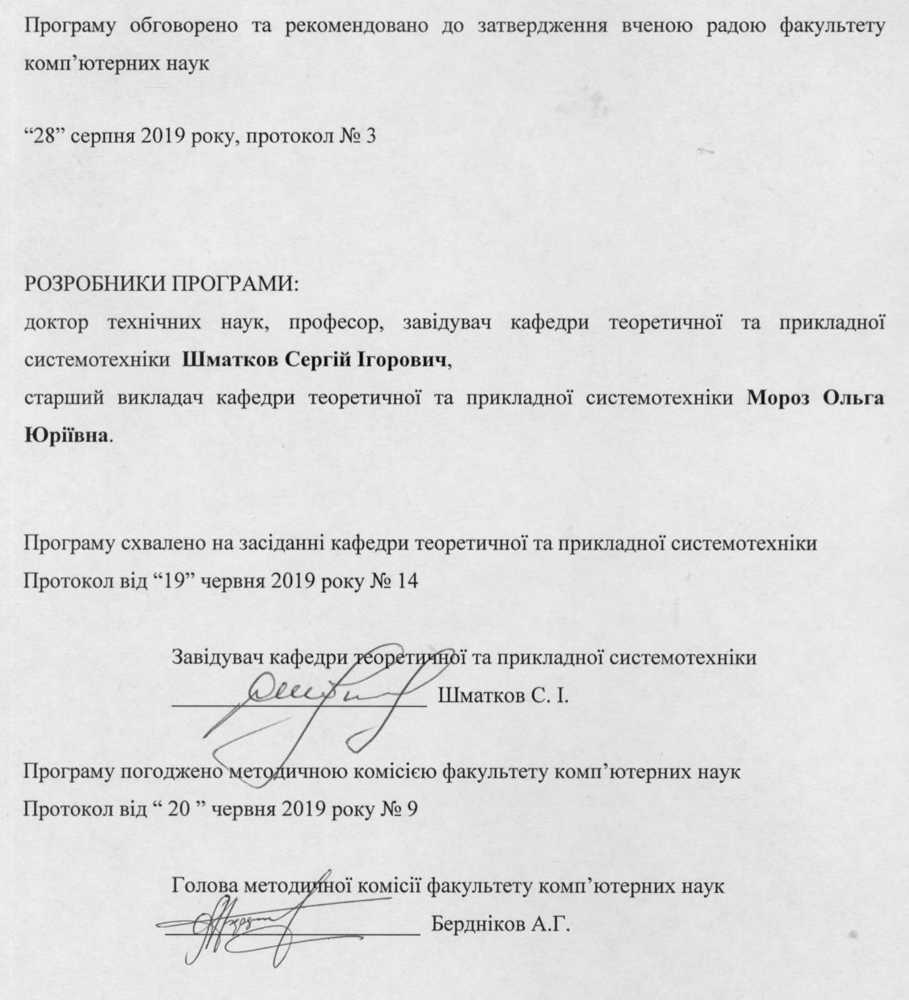 Програму обговорено та рекомендовано до затвердження вченою радою факультету
комп’ютерних наук
“28” серпня 2019 року, протокол № 3
РОЗРОБНИКИ ПРОГРАМИ:
доктор технічних наук, професор, завідувач кафедри теоретичної та прикладної
системотехніки Шматков Сергій Ігорович,
старший викладач кафедри теоретичної та прикладної системотехніки Мороз Ольга
Юріївна.
Програму схвалено на засіданні кафедри теоретичної та прикладної системотехніки
Протокол від “19” червня 2019 року № 14
Завідувач кафедри теоретичної та прикладної системотехніки
Шматков С. І.
Програму погоджено методичною комісією факультету комп’ютерних наук
Протокол від “ 20 ” червня 2019 року № 9
Голова методичної комісії факультету комп’ютерних наук
Бердніков А.Г.